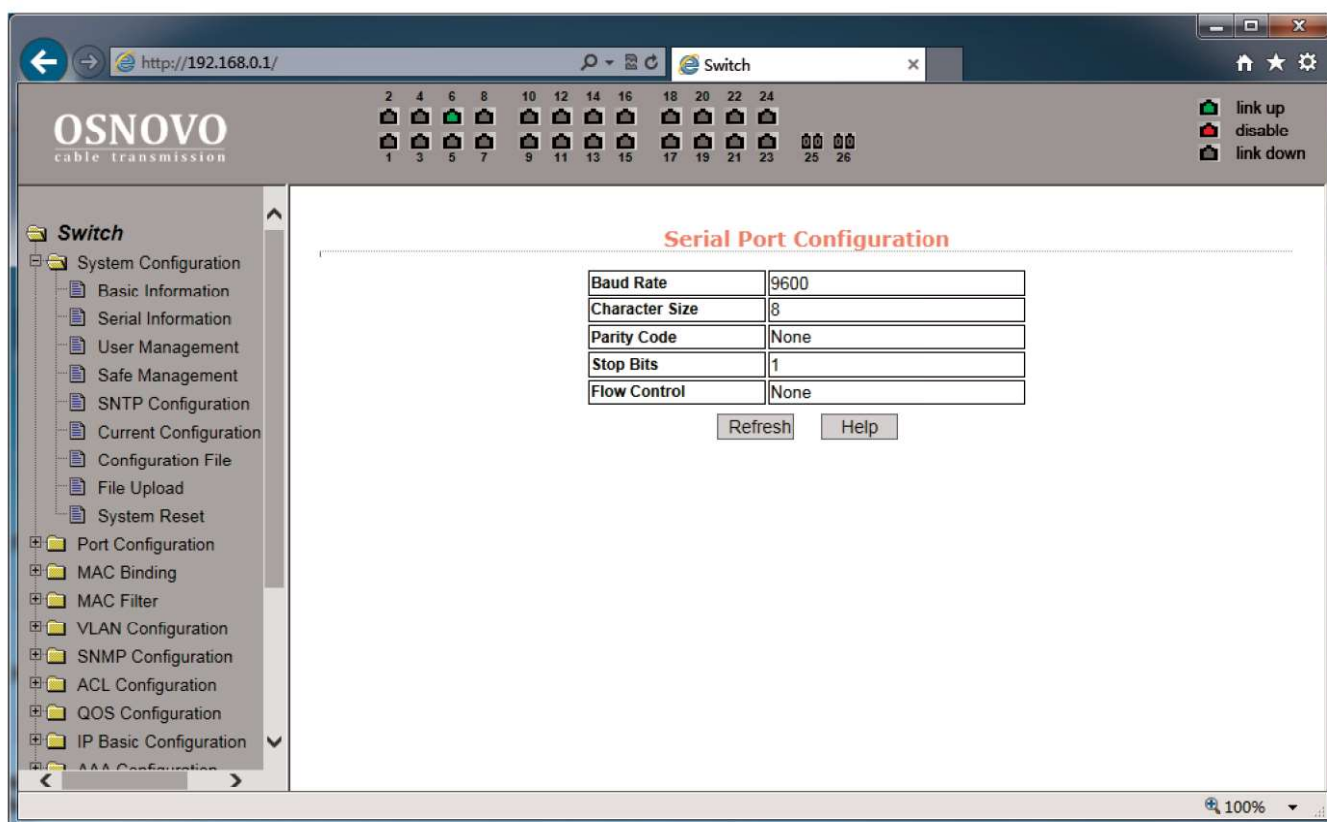 http://192.168.0.1/
Switch
OSNOVO
cable transmission
2 4 6 8 10 12 14 16 18 20 22 24
1 3 5 7 9 11 13 15 17 19 21 23 25 26
link up
disable
link down
Switch
System Configuration
Basic Information
Serial Information
User Management
Safe Management
SNTP Configuration
Current Configuration
Configuration File
File Upload
System Reset
Port Configuration
MAC Binding
MAC Filter
VLAN Configuration
SNMP Configuration
ACL Configuration
QOS Configuration
IP Basic Configuration
AAA Configuration
Serial Port Configuration
Baud Rate 9600
Character Size 8
Parity Code None
Stop Bits 1
Flow Control None
Refresh Help
100%